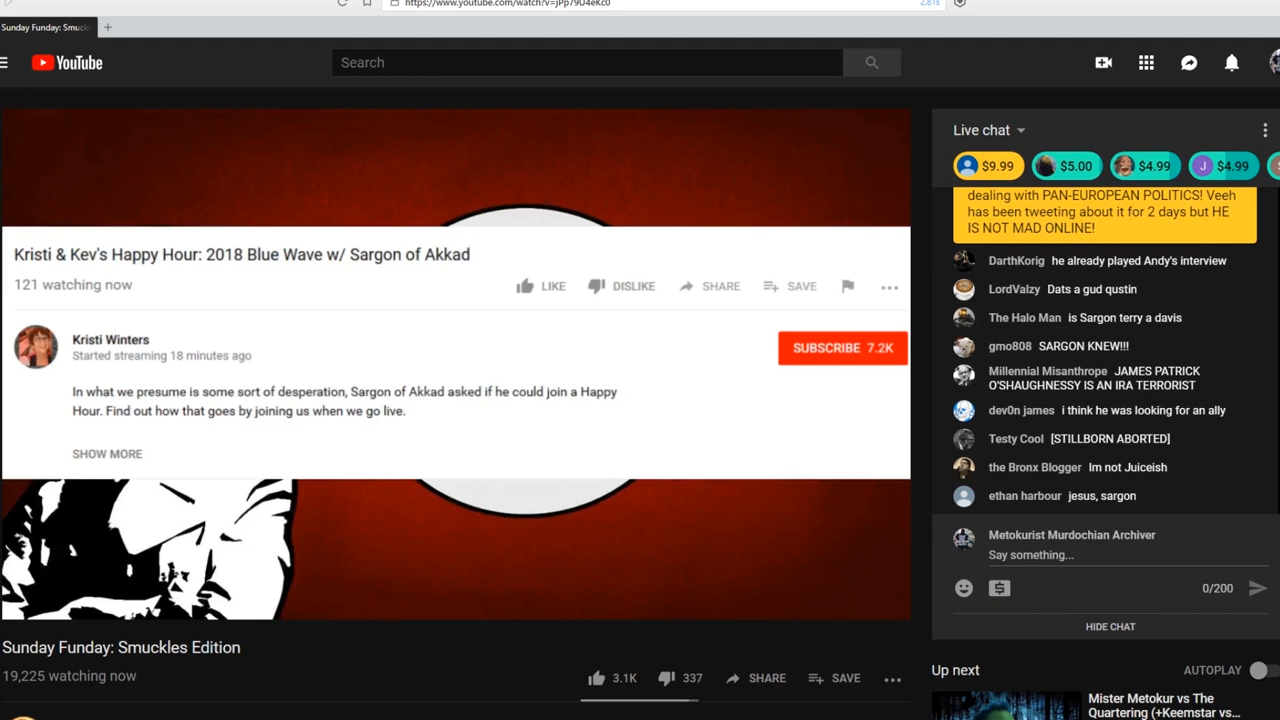 https://www.youtube.com/watch?v=jPp79U4eKc0
2.81s
Sunday Funday: Smuckl
YouTube
Search
Live chat
$9.99
$5.00
$4.99
J
$4.99
dealing with PAN-EUROPEAN POLITICS! Veeh
has been tweeting about it for 2 days but HE
IS NOT MAD ONLINE!
DarthKorig he already played Andy's interview
LordValzy Dats a gud qustin
The Halo Man is Sargon terry a davis
gmo808 SARGON KNEW!!!
Millennial Misanthrope JAMES PATRICK
O'SHAUGHNESSY IS AN IRA TERRORIST
dev0n james i think he was looking for an ally
Testy Cool [STILLBORN ABORTED]
the Bronx Blogger Im not Juiceish
ethan harbour jesus, sargon
Metokurist Murdochian Archiver
Say something...
0/200
HIDE CHAT
Kristi & Kev's Happy Hour: 2018 Blue Wave w/ Sargon of Akkad
121 watching now
LIKE DISLIKE SHARE SAVE
Kristi Winters
Started streaming 18 minutes ago
SUBSCRIBE 7.2K
In what we presume is some sort of desperation, Sargon of Akkad asked if he could join a Happy
Hour. Find out how that goes by joining us when we go live.
SHOW MORE
Sunday Funday: Smuckles Edition
19,225 watching now
3.1K 337 SHARE SAVE
Up next
AUTOPLAY
Mister Metokur vs The
Quartering (+Keemstar vs...